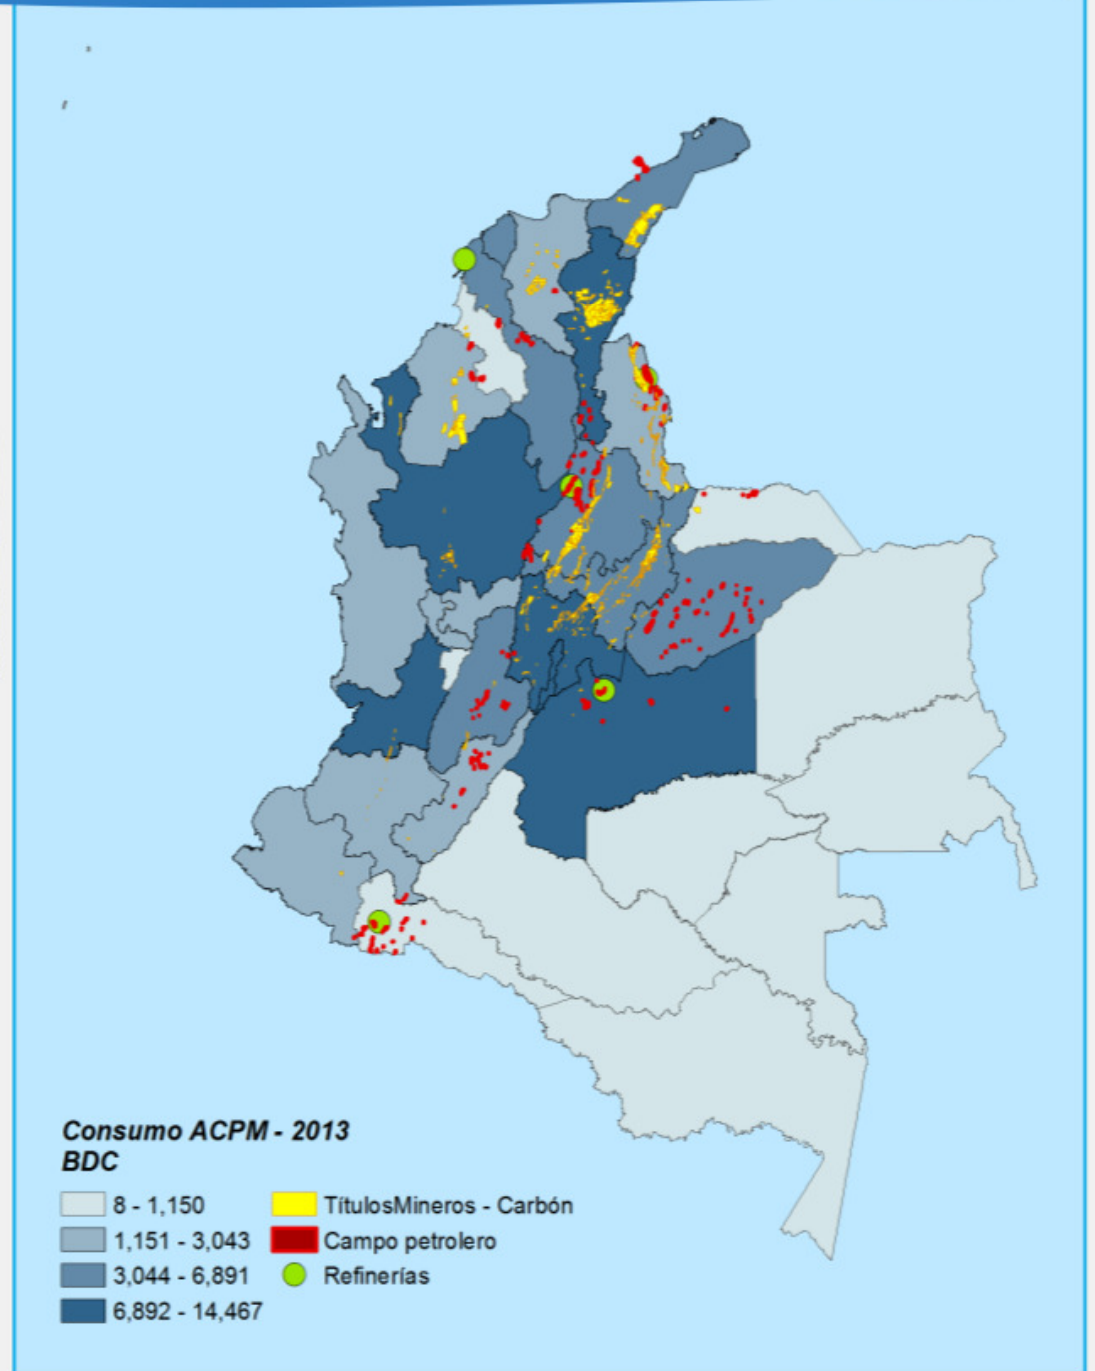 Consumo ACPM - 2013
BDC
8 - 1,150
TítulosMineros - Carbón
1,151 - 3,043
Campo petrolero
3,044 - 6,891
Refinerías
6,892 - 14,467